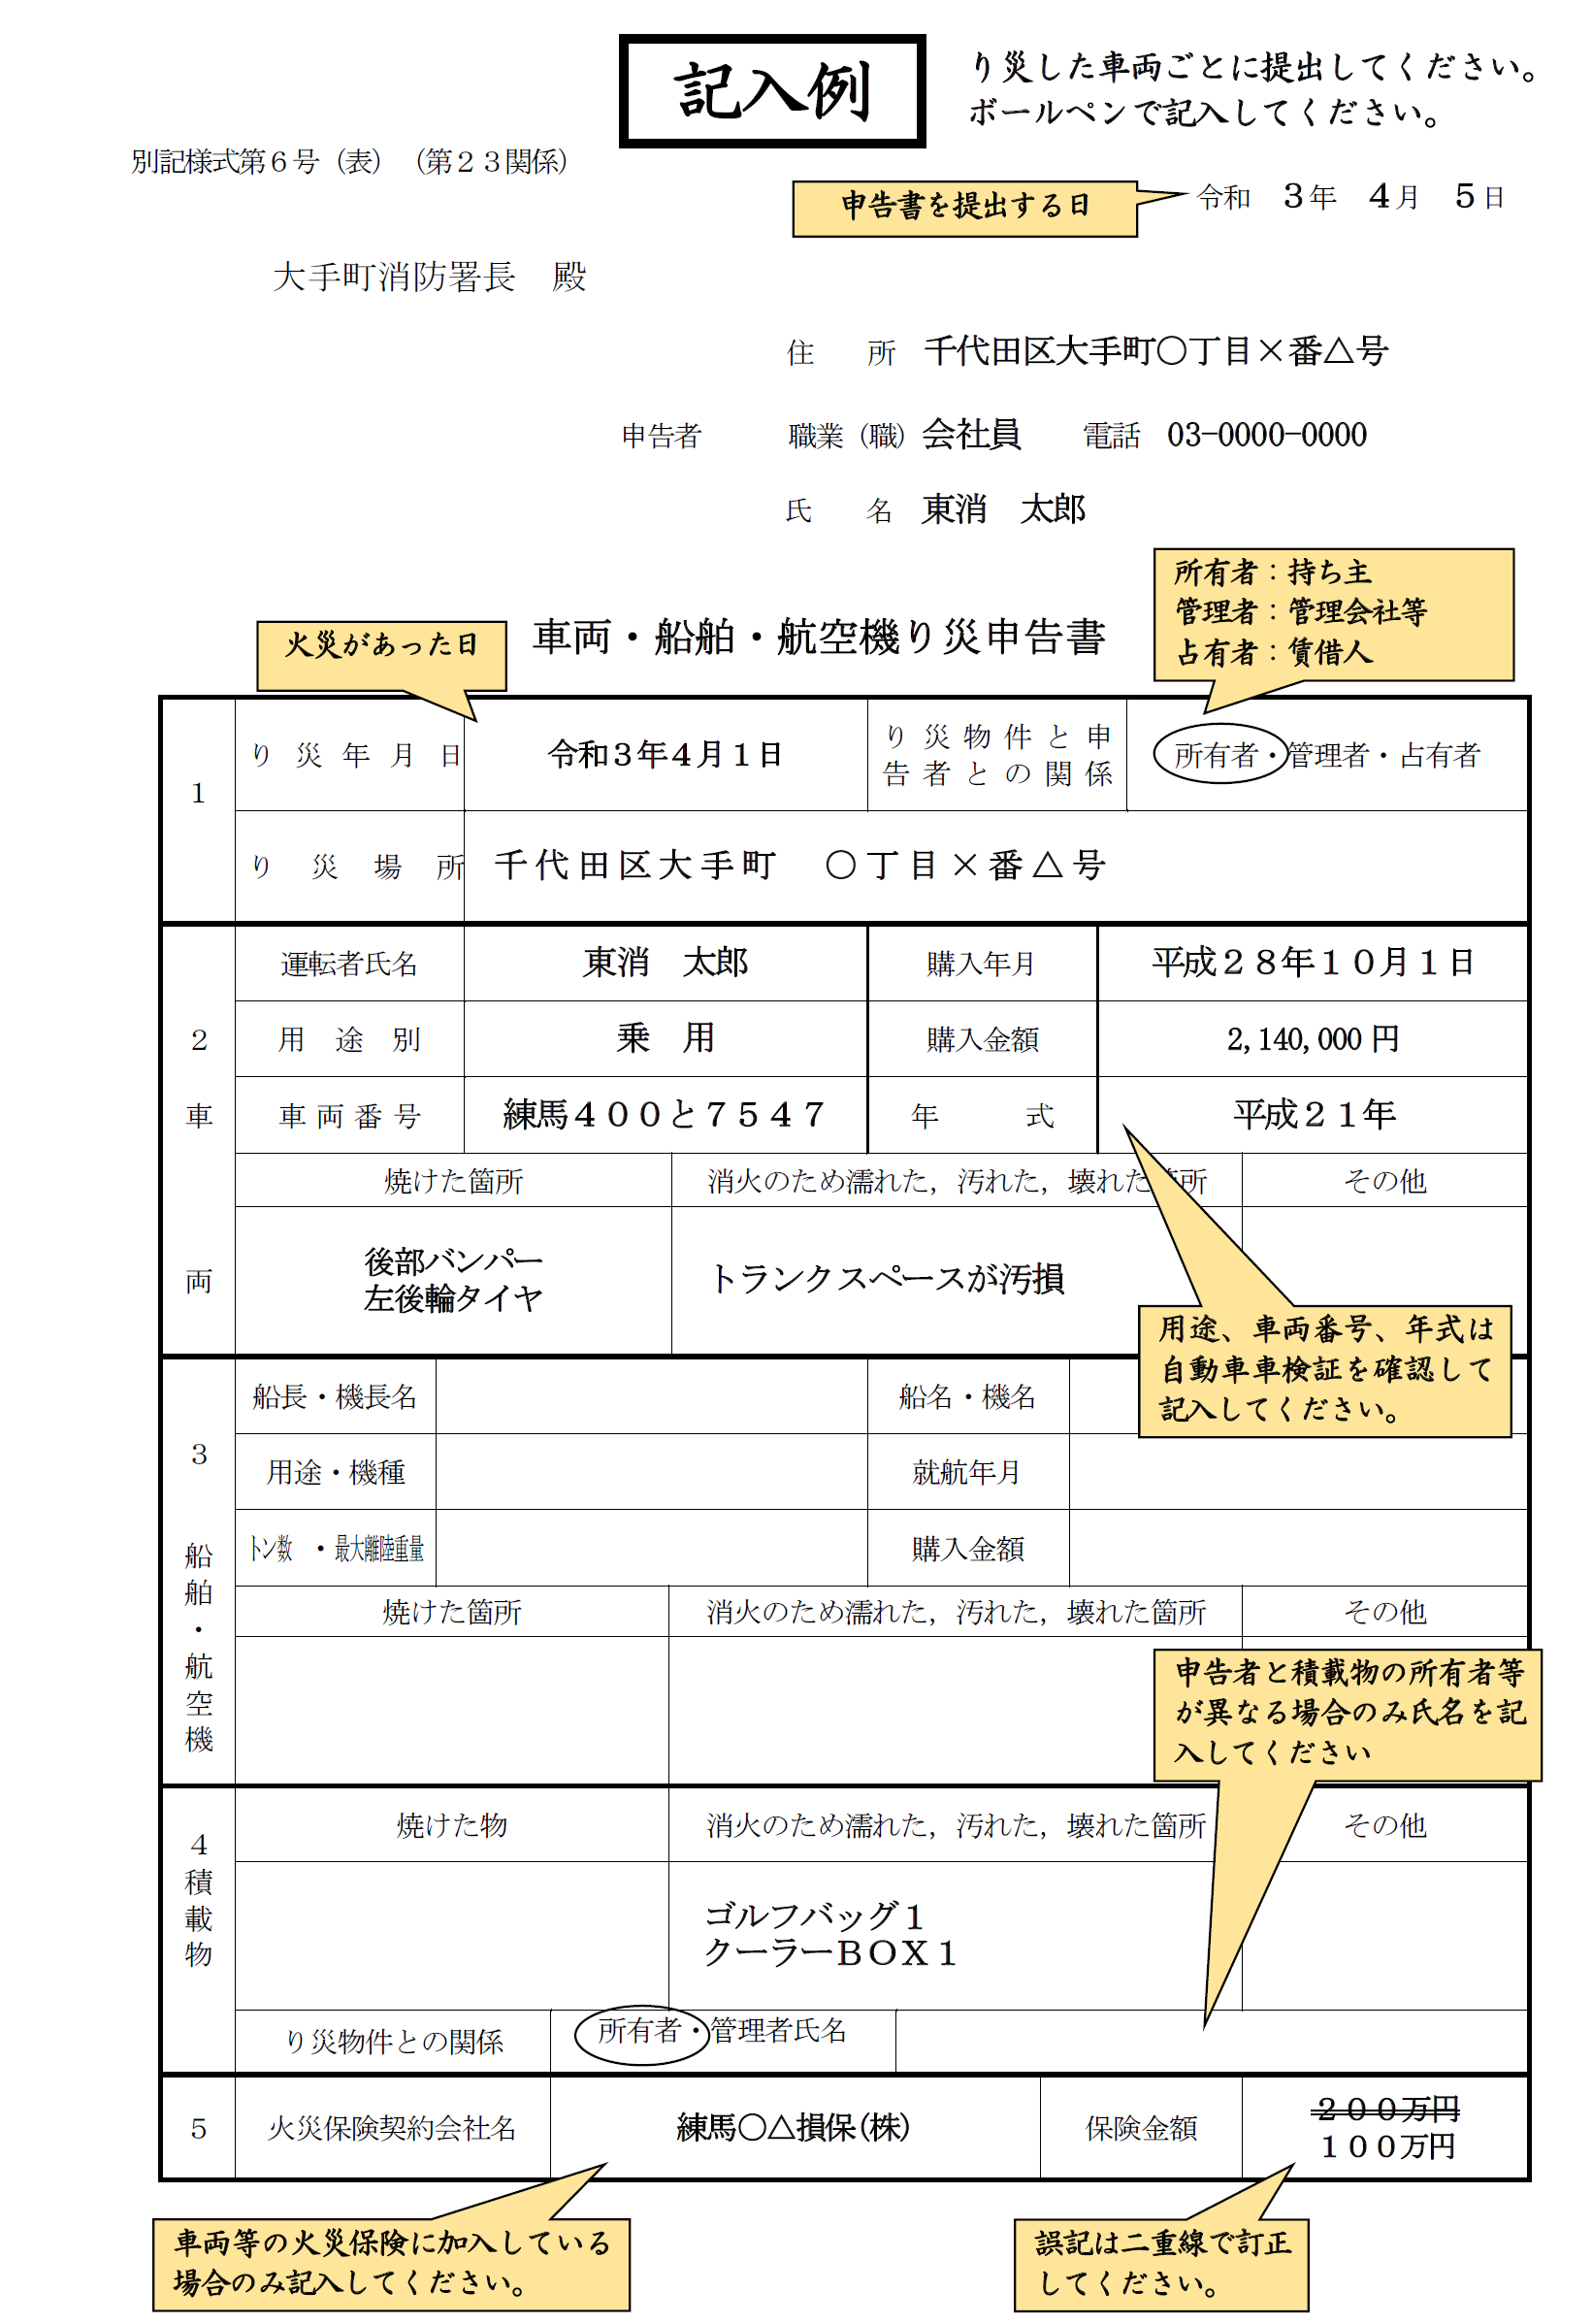 記入例
り災した車両ごとに提出してください。
ボールペンで記入してください。
別記様式第６号（表）（第２３関係）
申告書を提出する日
令和　３年　４月　５日
大手町消防署長　殿
住　所　千代田区大手町〇丁目×番△号
申告者　職業（職）会社員　電話　03-0000-0000
氏　名　東消　太郎
所有者：持ち主
管理者：管理会社等
占有者：賃借人
火災があった日
車両・船舶・航空機り災申告書
1
り災年月日
令和３年４月１日
り災物件と申
告者との関係
所有者・管理者・占有者
り災場所
千代田区大手町　〇丁目×番△号
2
車
両
運転者氏名
東消　太郎
購入年月
平成２８年１０月１日
用途別
乗　用
購入金額
2,140,000 円
車両番号
練馬４００と７５４７
年　式
平成２１年
焼けた箇所
消火のため濡れた，汚れた，壊れた箇所
その他
後部バンパー
左後輪タイヤ
トランクスペースが汚損
用途、車両番号、年式は
自動車車検証を確認して
記入してください。
3
船舶・航空機
船長・機長名
船名・機名
用途・機種
就航年月
トン数　・最大離陸重量
購入金額
焼けた箇所
消火のため濡れた，汚れた，壊れた箇所
その他
申告者と積載物の所有者等
が異なる場合のみ氏名を記
入してください
4
積載物
焼けた物
消火のため濡れた，汚れた，壊れた箇所
その他
ゴルフバッグ１
クーラーＢＯＸ１
り災物件との関係
所有者・管理者氏名
5
火災保険契約会社名
練馬〇△損保（株）
保険金額
２００万円
１００万円
車両等の火災保険に加入している
場合のみ記入してください。
誤記は二重線で訂正
してください。